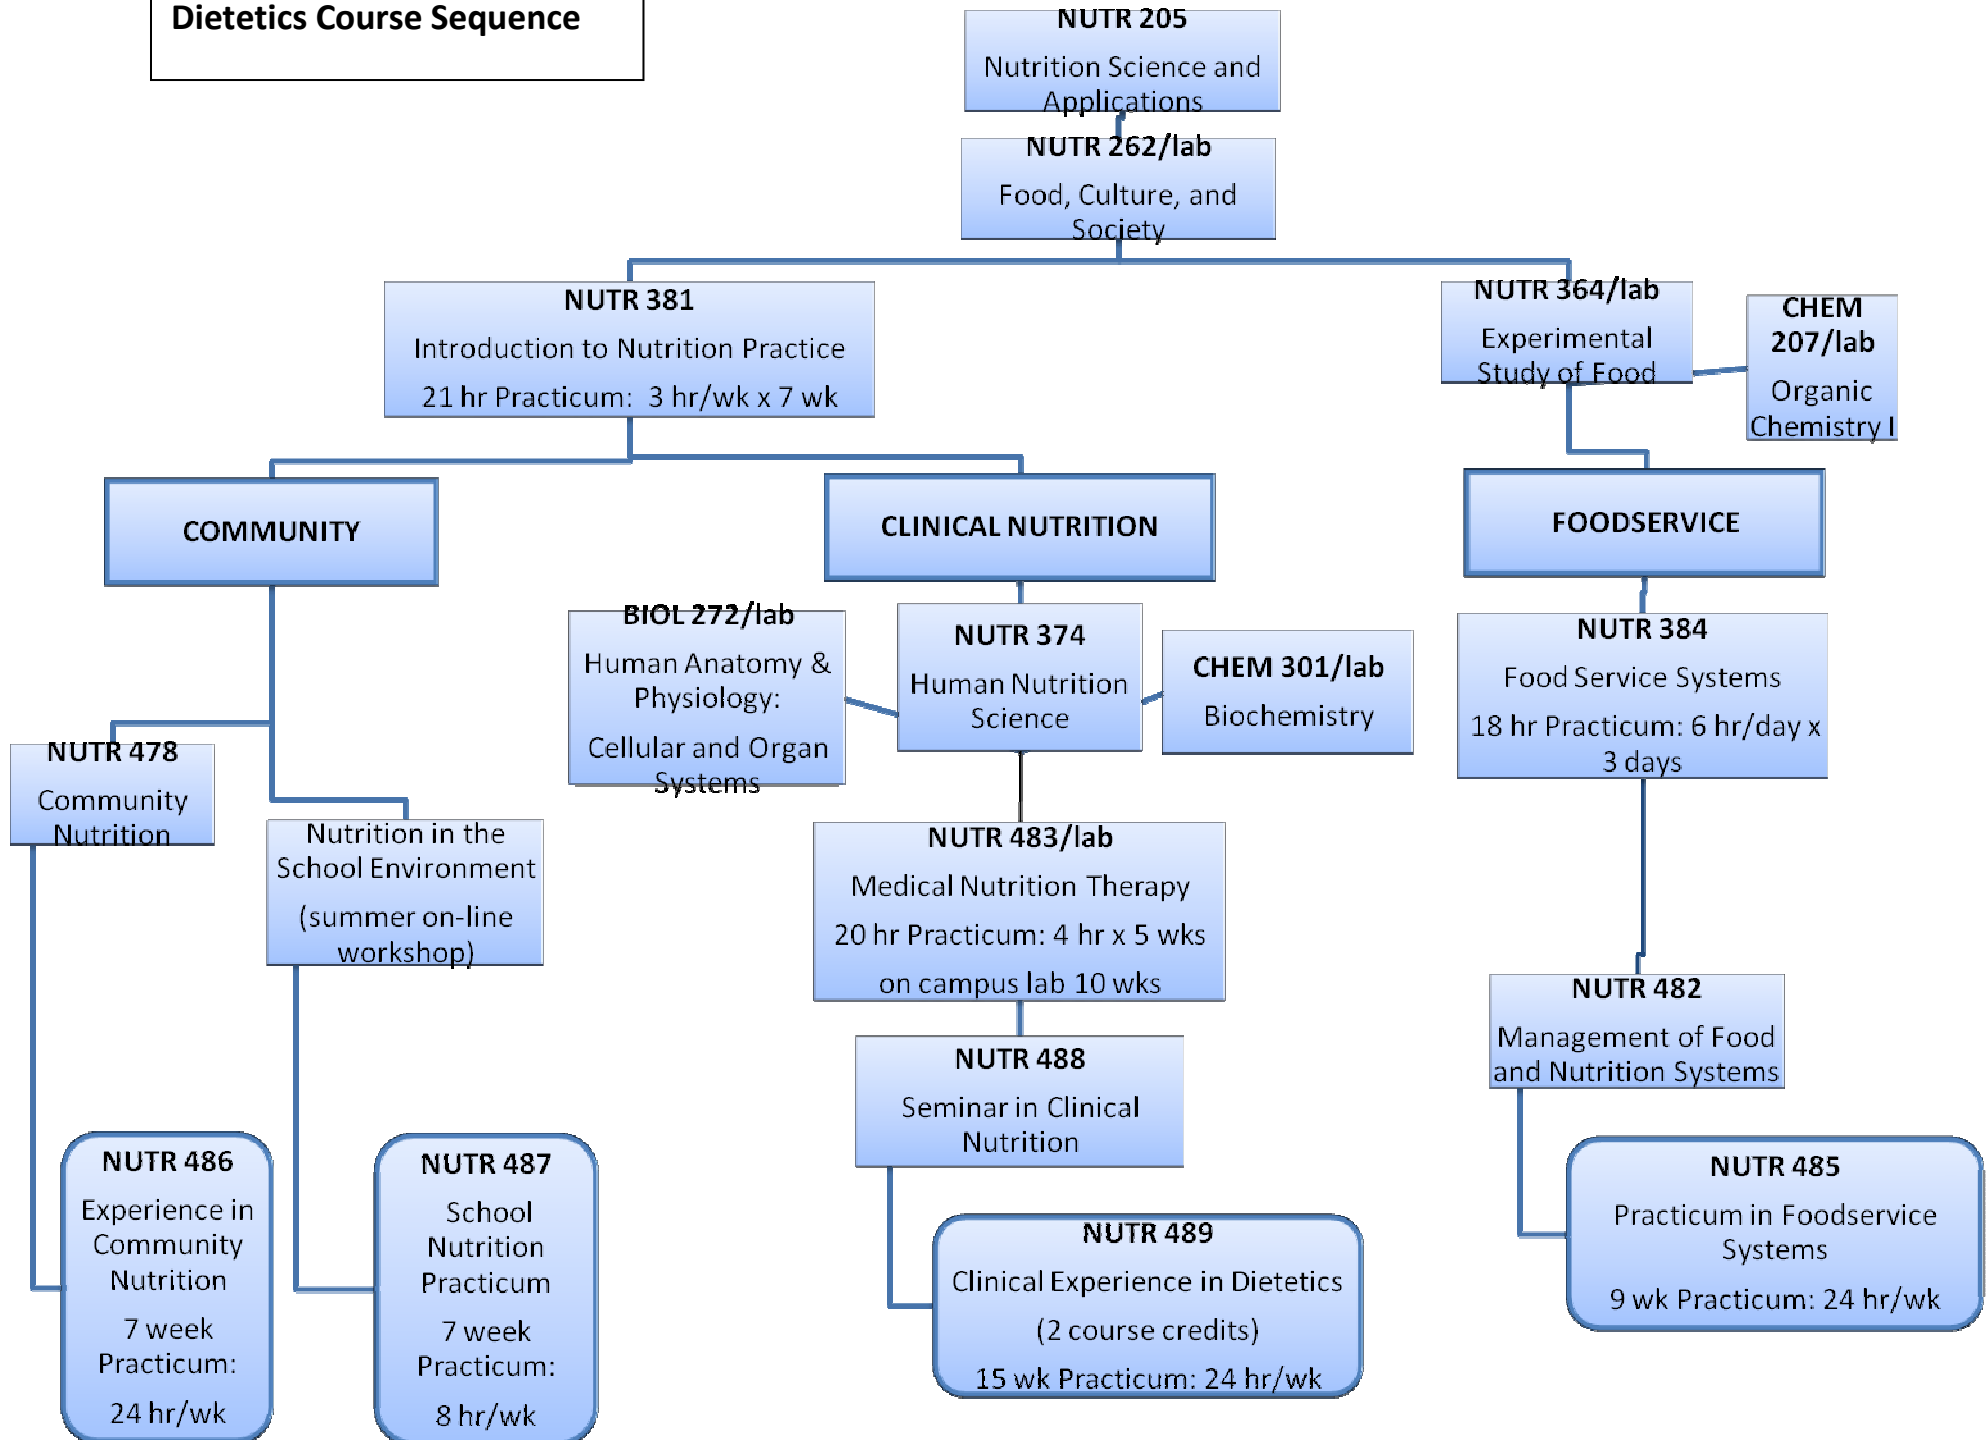 Dietetics Course Sequence
NUTR 205
Nutrition Science and
Applications
NUTR 262/lab
Food, Culture, and
Society
NUTR 381
Introduction to Nutrition Practice
21 hr Practicum:  3 hr/wk x 7 wk
NUTR 364/lab
Experimental
Study of Food
CHEM
207/lab
Organic
Chemistry I
COMMUNITY
CLINICAL NUTRITION
FOODSERVICE
BIOL 272/lab
Human Anatomy &
Physiology:
Cellular and Organ
Systems
NUTR 374
Human Nutrition
Science
CHEM 301/lab
Biochemistry
NUTR 384
Food Service Systems
18 hr Practicum: 6 hr/day x
3 days
NUTR 478
Community
Nutrition
Nutrition in the
School Environment
(summer on-line
workshop)
NUTR 483/lab
Medical Nutrition Therapy
20 hr Practicum: 4 hr x 5 wks
on campus lab 10 wks
NUTR 482
Management of Food
and Nutrition Systems
NUTR 488
Seminar in Clinical
Nutrition
NUTR 486
Experience in
Community
Nutrition
7 week
Practicum:
24 hr/wk
NUTR 487
School
Nutrition
Practicum
7 week
Practicum:
8 hr/wk
NUTR 489
Clinical Experience in Dietetics
(2 course credits)
15 wk Practicum: 24 hr/wk
NUTR 485
Practicum in Foodservice
Systems
9 wk Practicum: 24 hr/wk